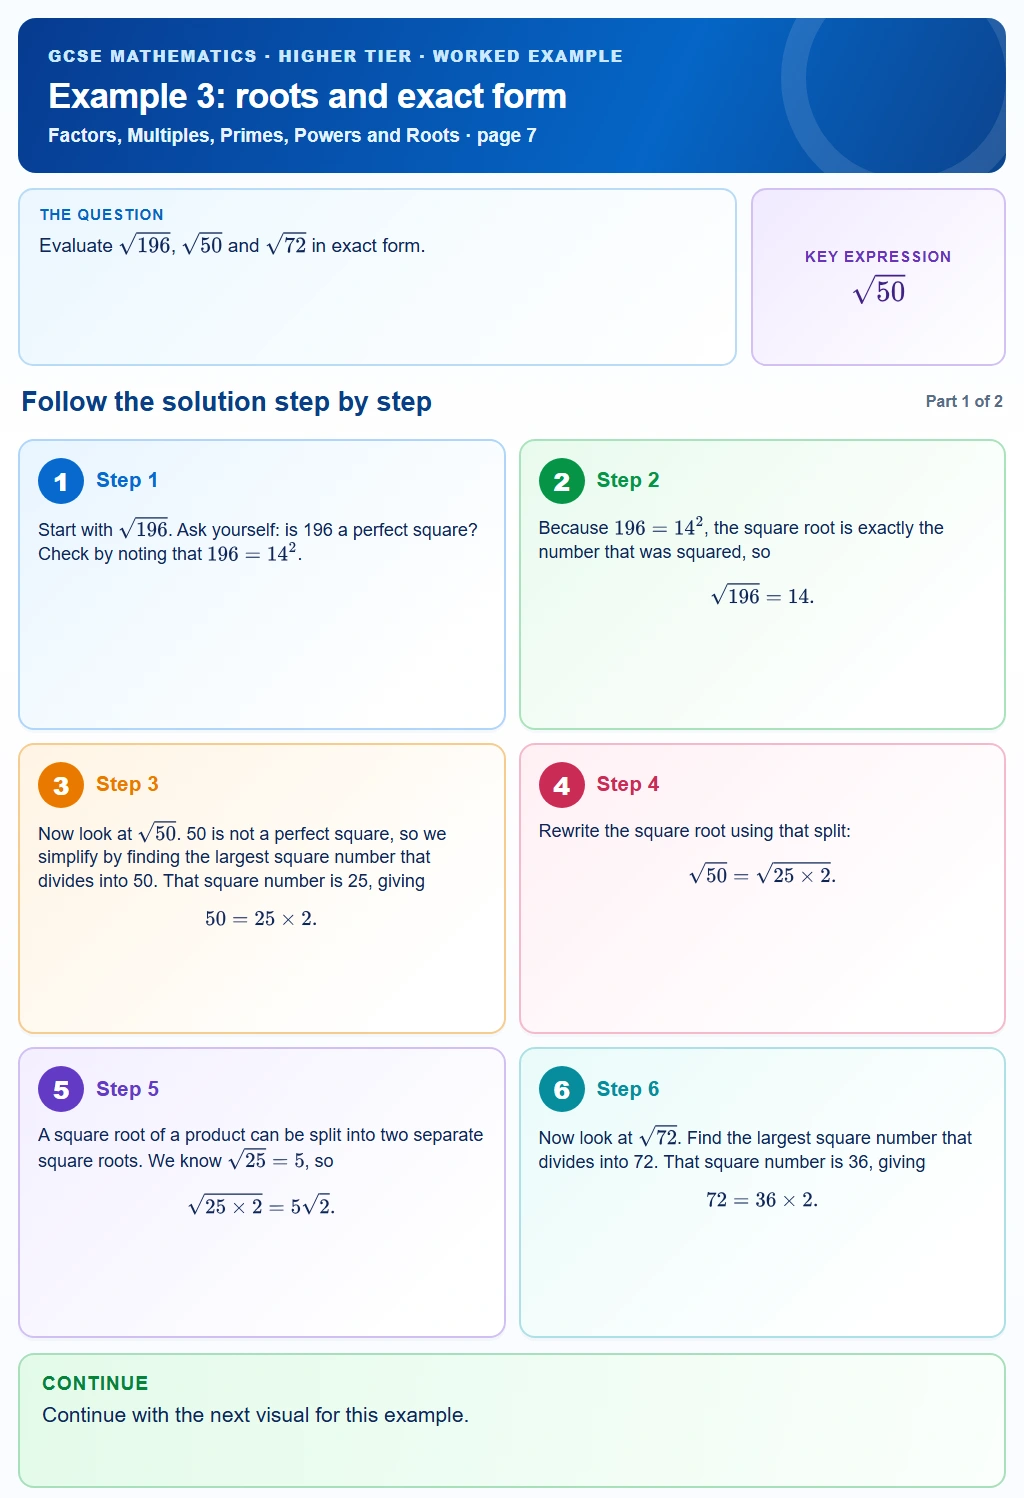 GCSE MATHEMATICS · HIGHER TIER · WORKED EXAMPLE
Example 3: roots and exact form
Factors, Multiples, Primes, Powers and Roots · page 7
THE QUESTION
Evaluate √196, √50 and √72 in exact form.
KEY EXPRESSION
√50
Follow the solution step by step
Part 1 of 2
1 Step 1
Start with √196. Ask yourself: is 196 a perfect square?
Check by noting that 196 = 14².
2 Step 2
Because 196 = 14², the square root is exactly the
number that was squared, so
√196 = 14.
3 Step 3
Now look at √50. 50 is not a perfect square, so we
simplify by finding the largest square number that
divides into 50. That square number is 25, giving
50 = 25 × 2.
4 Step 4
Rewrite the square root using that split:
√50 = √(25 × 2).
5 Step 5
A square root of a product can be split into two separate
square roots. We know √25 = 5, so
√(25 × 2) = 5√2.
6 Step 6
Now look at √72. Find the largest square number that
divides into 72. That square number is 36, giving
72 = 36 × 2.
CONTINUE
Continue with the next visual for this example.